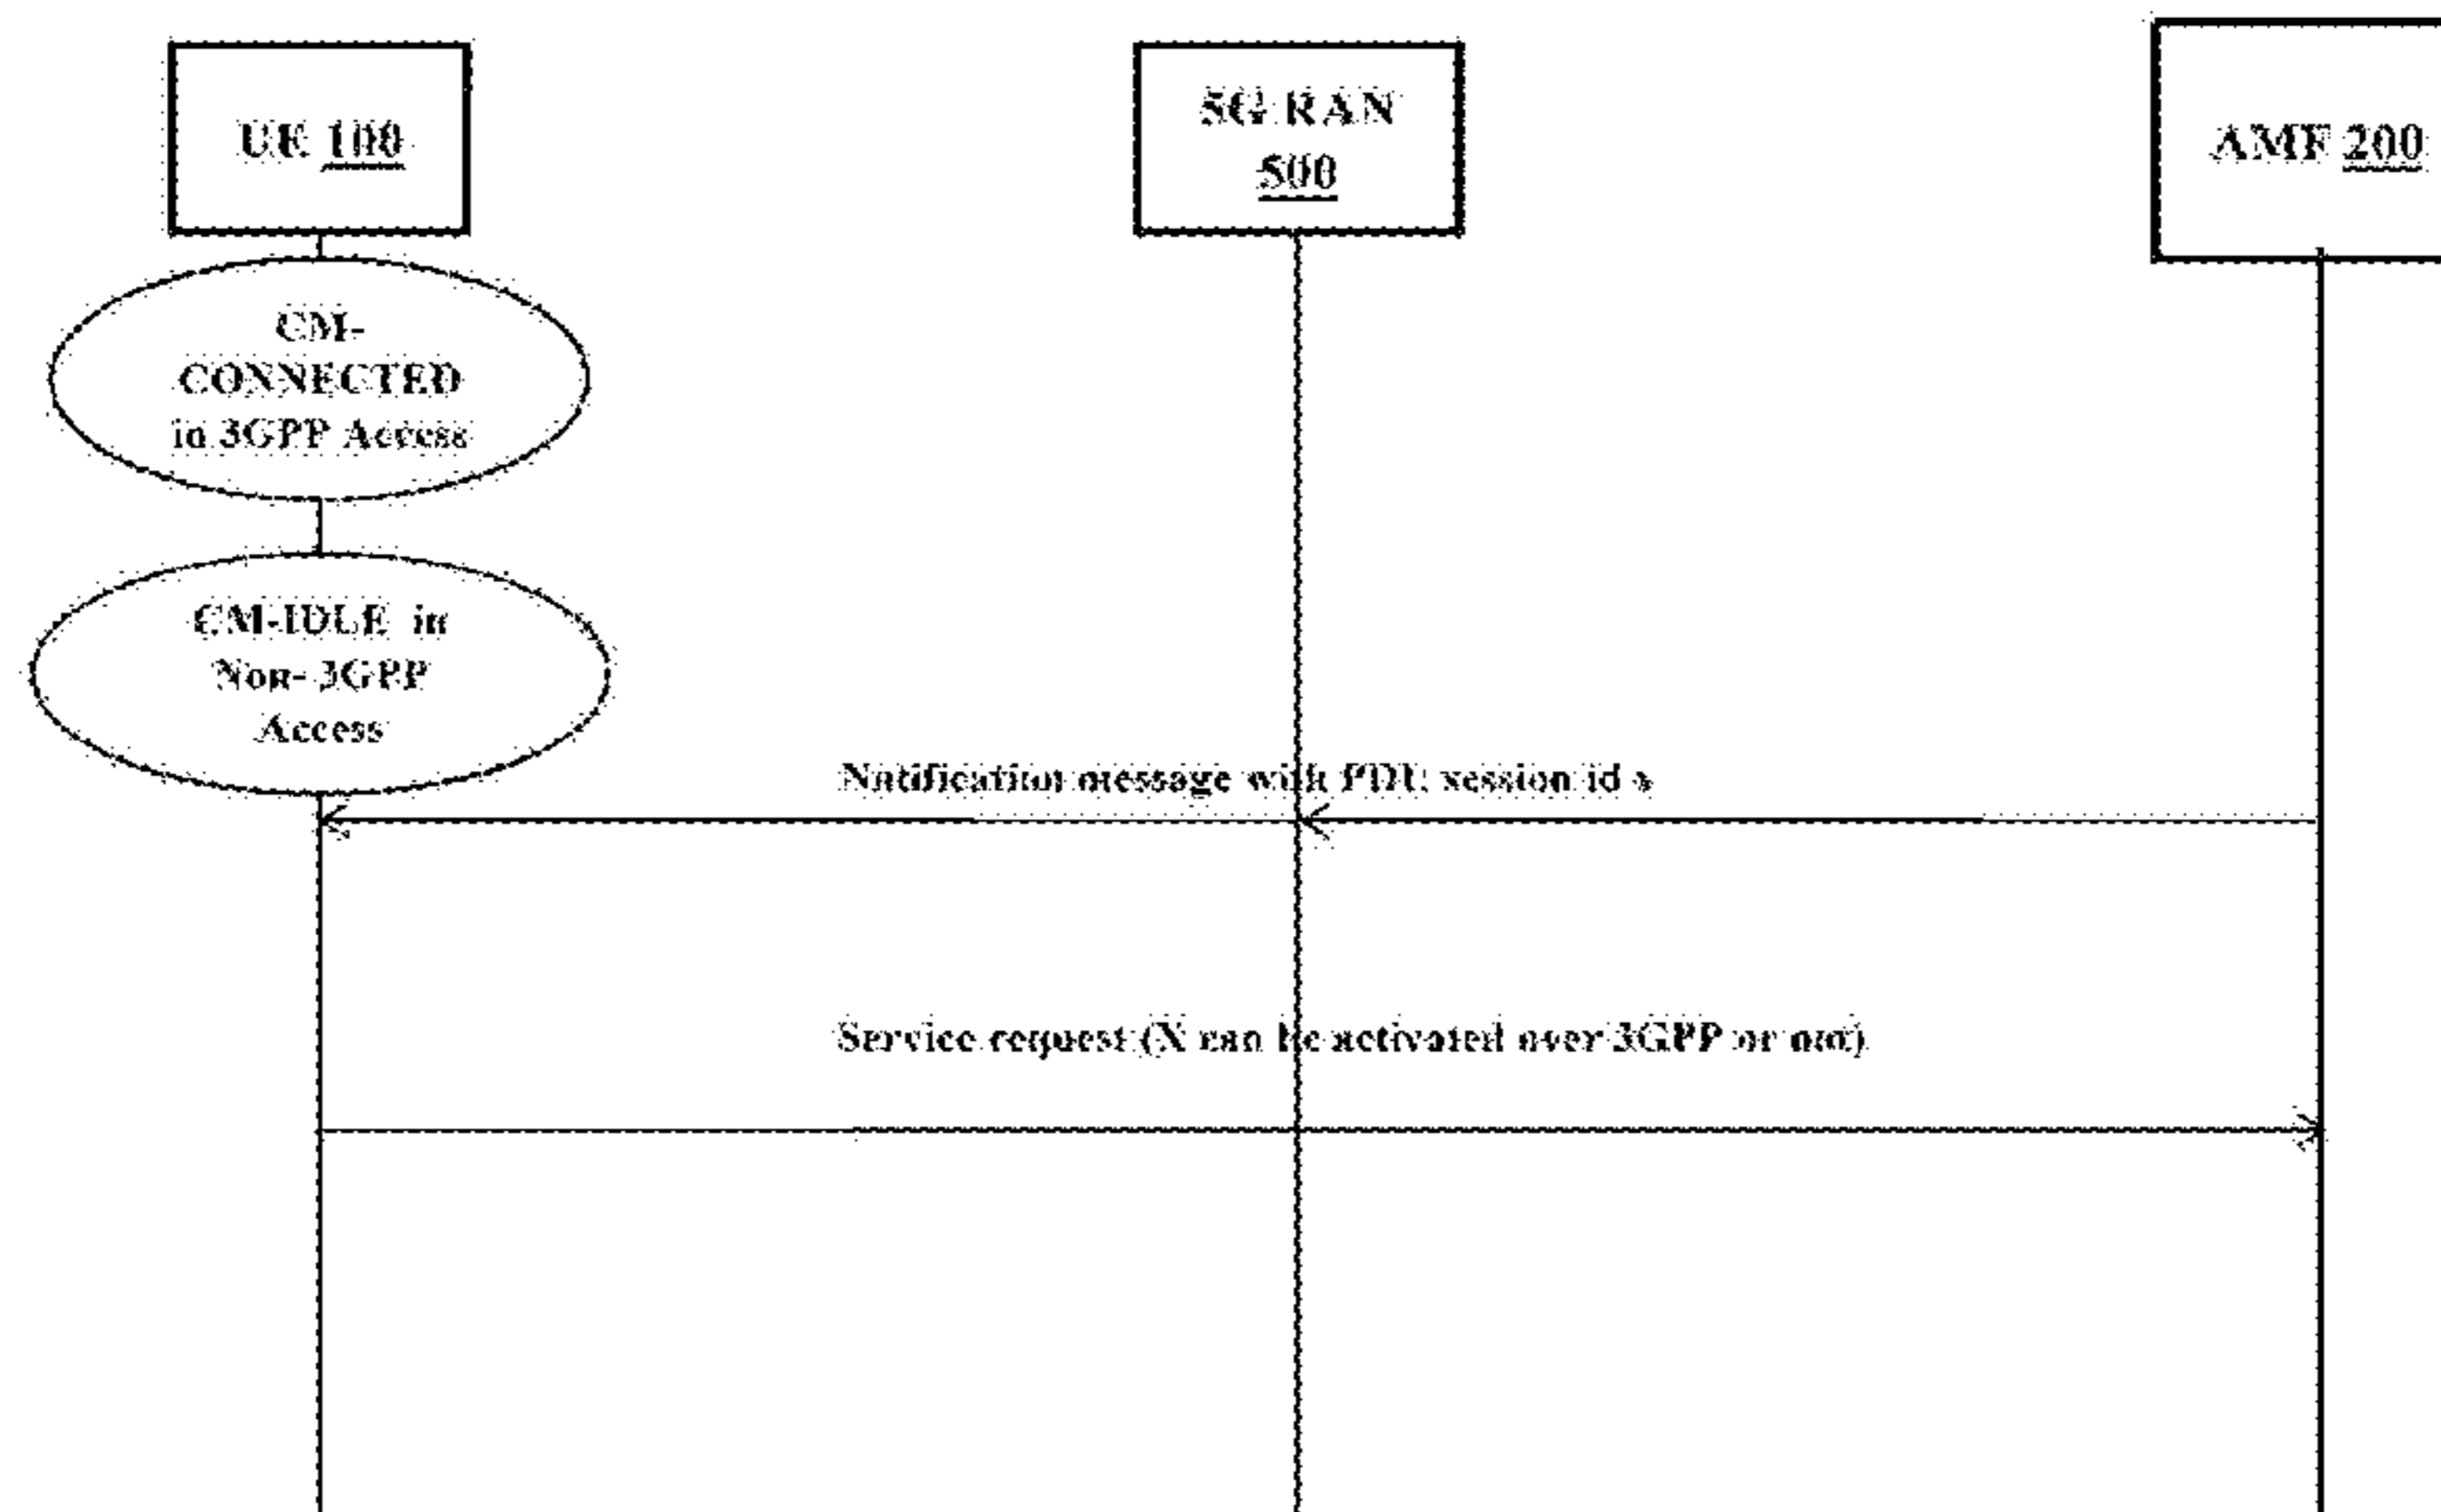 UE 100
5G RAN
500
AMF 200
CM-
CONNECTED
in 3GPP Access
CM-IDLE in
Non- 3GPP
Access
Notification message with PDU session id x
Service request (X can be activated over 3GPP or not)